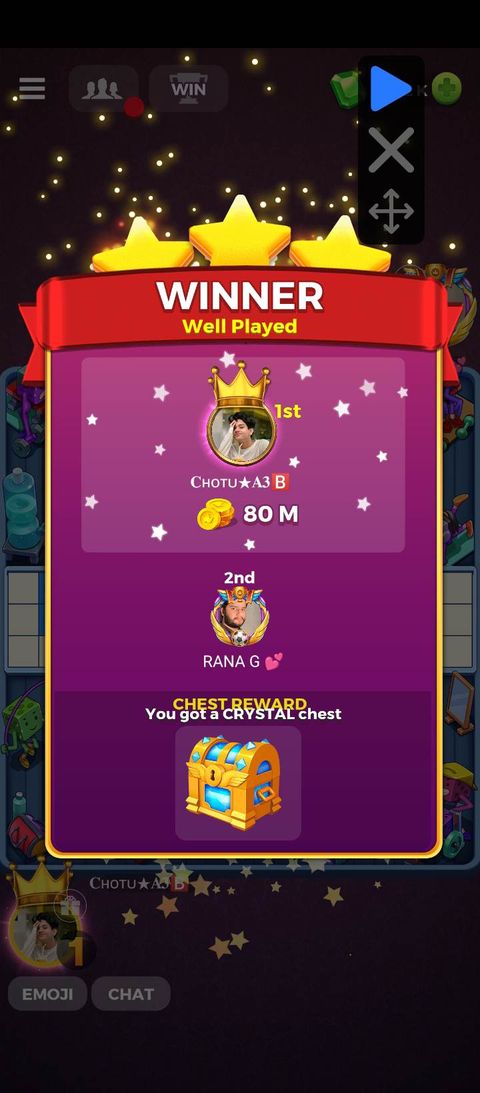 WIN
WINNER
Well Played
1st
Chotu★A3🅱
80 M
2nd
RANA G 💕
CHEST REWARD
You got a CRYSTAL chest
Chotu★A3🅱
1
EMOJI
CHAT